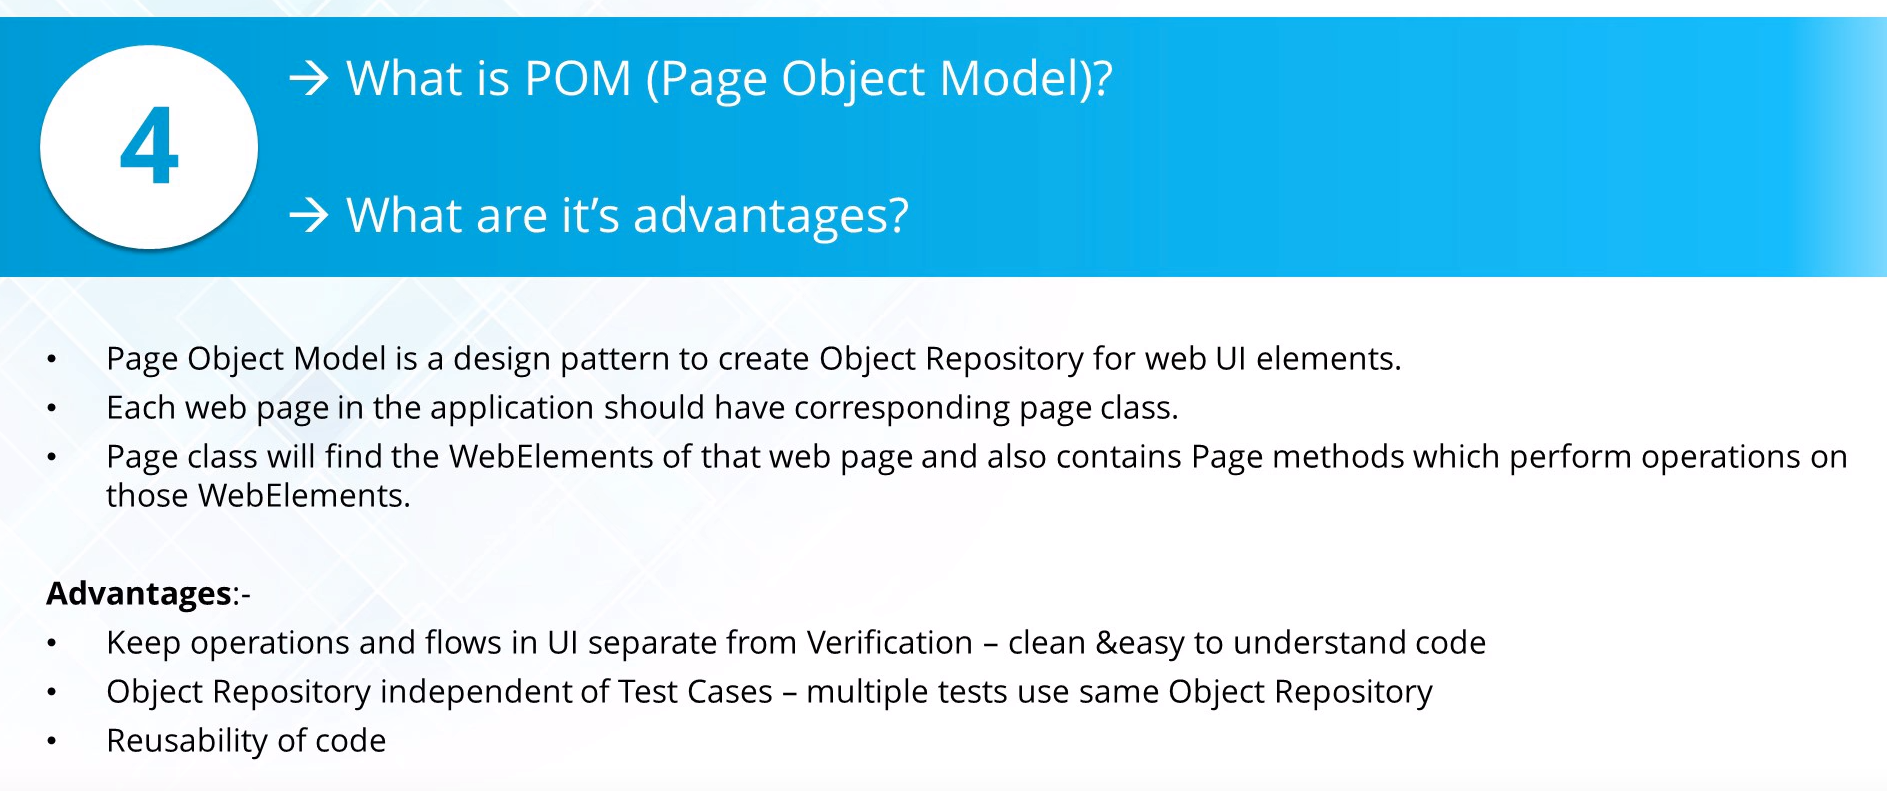 4
→ What is POM (Page Object Model)?
→ What are it’s advantages?
• Page Object Model is a design pattern to create Object Repository for web UI elements.
• Each web page in the application should have corresponding page class.
• Page class will find the WebElements of that web page and also contains Page methods which perform operations on
those WebElements.
Advantages:-
• Keep operations and flows in UI separate from Verification – clean &easy to understand code
• Object Repository independent of Test Cases – multiple tests use same Object Repository
• Reusability of code